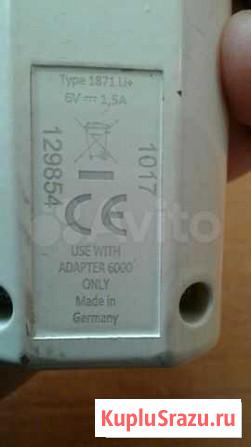 Type 1871 Li+
6V ⎓ 1,5A
129854
1017
CE
USE WITH
ADAPTER 6000
ONLY
Made in
Germany
Avito
KupluSrazu.ru